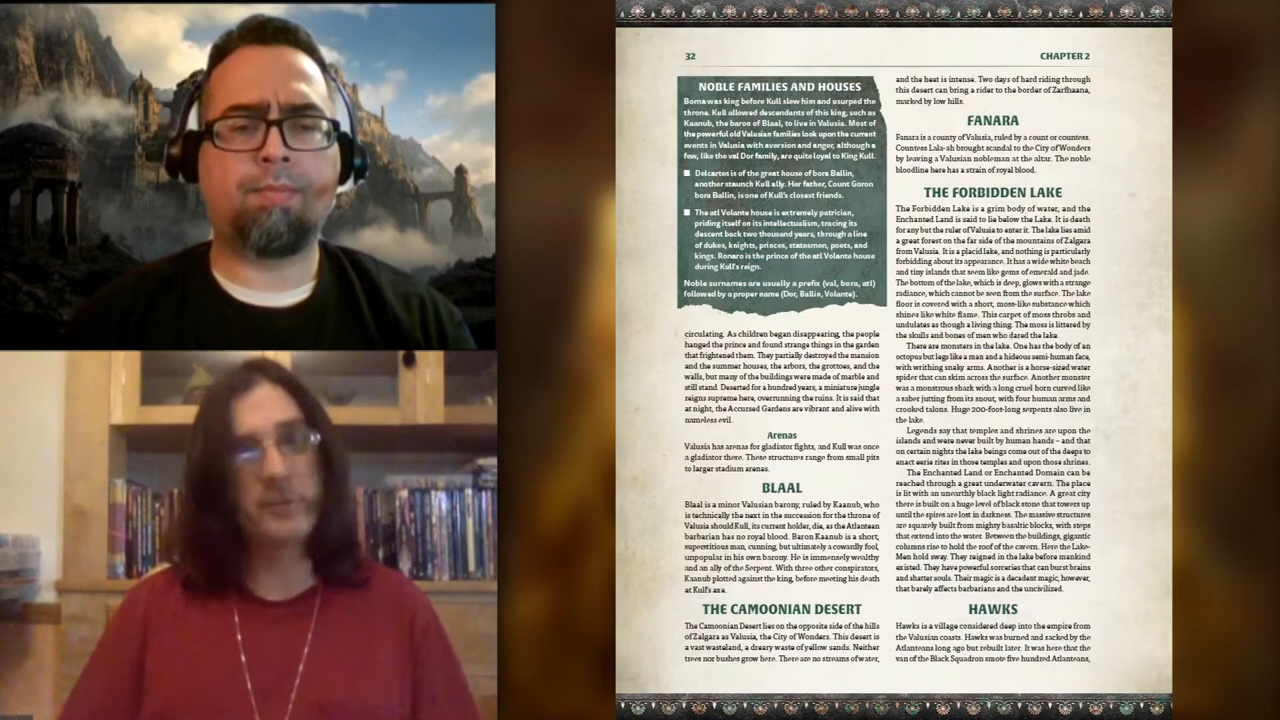 32
CHAPTER 2
NOBLE FAMILIES AND HOUSES
Borna was king before Kull slew him and usurped the
throne. Kull allowed descendants of this king, such as
Kaanub, the baron of Blaal, to live in Valusia. Most of
the powerful old Valusian families look upon the current
events in Valusia with aversion and anger, although a
few, like the val Dor family, are quite loyal to King Kull.
Delcartes is of the great house of bora Ballin,
another staunch Kull ally. Her father, Count Goron
bora Ballin, is one of Kull's closest friends.
The atl Volante house is extremely patrician,
priding itself on its intellectualism, tracing its
descent back two thousand years, through a line
of dukes, knights, princes, statesmen, poets, and
kings. Ronaro is the prince of the atl Volante house
during Kull's reign.
Noble surnames are usually a prefix (val, bora, atl)
followed by a proper name (Dor, Ballin, Volante).
circulating. As children began disappearing, the people
hanged the prince and found strange things in the garden
that frightened them. They partially destroyed the mansion
and the summer houses, the arbors, the grottoes, and the
walls, but many of the buildings were made of marble and
still stand. Deserted for a hundred years, a miniature jungle
reigns supreme here, overrunning the ruins. It is said that
at night, the Accursed Gardens are vibrant and alive with
nameless evil.
Arenas
Valusia has arenas for gladiator fights, and Kull was once
a gladiator there. These structures range from small pits
to larger stadium arenas.
BLAAL
Blaal is a minor Valusian barony, ruled by Kaanub, who
is technically the next in the succession for the throne of
Valusia should Kull, its current holder, die, as the Atlantean
barbarian has no royal blood. Baron Kaanub is a short,
superstitious man, cunning, but ultimately a cowardly fool,
unpopular in his own barony. He is immensely wealthy
and an ally of the Serpent. With three other conspirators,
Kaanub plotted against the king, before meeting his death
at Kull's axe.
THE CAMOONIAN DESERT
The Camoonian Desert lies on the opposite side of the hills
of Zalgara as Valusia, the City of Wonders. This desert is
a vast wasteland, a dreary waste of yellow sands. Neither
trees nor bushes grow here. There are no streams of water,
and the heat is intense. Two days of hard riding through
this desert can bring a rider to the border of Zarfhaana,
marked by low hills.
FANARA
Fanara is a county of Valusia, ruled by a count or countess.
Countess Lala-ah brought scandal to the City of Wonders
by leaving a Valusian nobleman at the altar. The noble
bloodline here has a strain of royal blood.
THE FORBIDDEN LAKE
The Forbidden Lake is a grim body of water, and the
Enchanted Land is said to lie below the Lake. It is death
for any but the ruler of Valusia to enter it. The lake lies amid
a great forest on the far side of the mountains of Zalgara
from Valusia. It is a placid lake, and nothing is particularly
forbidding about its appearance. It has a wide white beach
and tiny islands that seem like gems of emerald and jade.
The bottom of the lake, which is deep, glows with a strange
radiance, which cannot be seen from the surface. The lake
floor is covered with a short, moss-like substance which
shines like white flame. This carpet of moss throbs and
undulates as though a living thing. The moss is littered by
the skulls and bones of men who dared the lake.
There are monsters in the lake. One has the body of an
octopus but legs like a man and a hideous semi-human face,
with writhing snaky arms. Another is a horse-sized water
spider that can skim across the surface. Another monster
was a monstrous shark with a long cruel horn curved like
a saber jutting from its snout, with four human arms and
crooked talons. Huge 200-foot-long serpents also live in
the lake.
Legends say that temples and shrines are upon the
islands and were never built by human hands – and that
on certain nights the lake beings come out of the deeps to
enact eerie rites in those temples and upon those shrines.
The Enchanted Land or Enchanted Domain can be
reached through a great underwater cavern. The place
is lit with an unearthly black light radiance. A great city
there is built on a huge level of black stone that towers up
until the spires are lost in darkness. The massive structures
are squarely built from mighty basaltic blocks, with steps
that extend into the water. Between the buildings, gigantic
columns rise to hold the roof of the cavern. Here the Lake-
Men hold sway. They reigned in the lake before mankind
existed. They have powerful sorceries that can burst brains
and shatter souls. Their magic is a decadent magic, however,
that barely affects barbarians and the uncivilized.
HAWKS
Hawks is a village considered deep into the empire from
the Valusian coasts. Hawks was burned and sacked by the
Atlanteans long ago but rebuilt later. It was here that the
van of the Black Squadron smote five hundred Atlanteans,